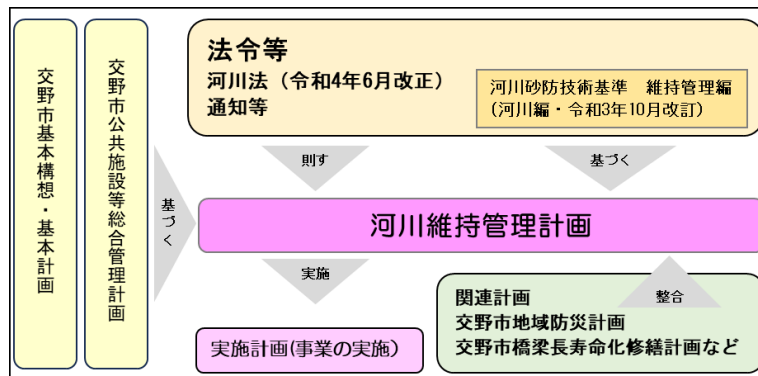 交野市基本構想・基本計画
交野市公共施設等総合管理計画
法令等
河川法（令和4年6月改正）
通知等
河川砂防技術基準　維持管理編
(河川編・令和3年10月改訂）
則す
基づく
基づく
河川維持管理計画
実施
整合
実施計画(事業の実施）
関連計画
交野市地域防災計画
交野市橋梁長寿命化修繕計画など